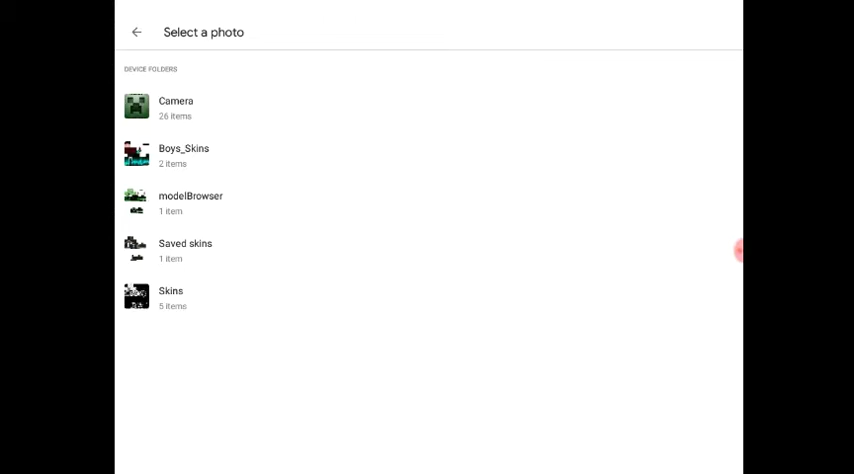 Select a photo
DEVICE FOLDERS
Camera
26 items
Boys_Skins
2 items
modelBrowser
1 item
Saved skins
1 item
Skins
5 items